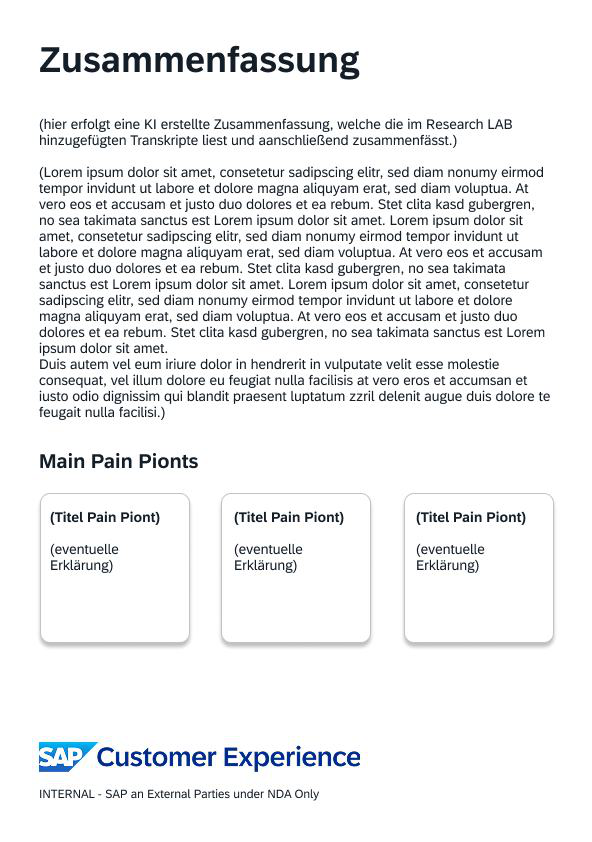 Zusammenfassung
(hier erfolgt eine KI erstellte Zusammenfassung, welche die im Research LAB
hinzugefügten Transkripte liest und aanschließend zusammenfässt.)
(Lorem ipsum dolor sit amet, consetetur sadipscing elitr, sed diam nonumy eirmod
tempor invidunt ut labore et dolore magna aliquyam erat, sed diam voluptua. At
vero eos et accusam et justo duo dolores et ea rebum. Stet clita kasd gubergren,
no sea takimata sanctus est Lorem ipsum dolor sit amet. Lorem ipsum dolor sit
amet, consetetur sadipscing elitr, sed diam nonumy eirmod tempor invidunt ut
labore et dolore magna aliquyam erat, sed diam voluptua. At vero eos et accusam
et justo duo dolores et ea rebum. Stet clita kasd gubergren, no sea takimata
sanctus est Lorem ipsum dolor sit amet. Lorem ipsum dolor sit amet, consetetur
sadipscing elitr, sed diam nonumy eirmod tempor invidunt ut labore et dolore
magna aliquyam erat, sed diam voluptua. At vero eos et accusam et justo duo
dolores et ea rebum. Stet clita kasd gubergren, no sea takimata sanctus est Lorem
ipsum dolor sit amet.
Duis autem vel eum iriure dolor in hendrerit in vulputate velit esse molestie
consequat, vel illum dolore eu feugiat nulla facilisis at vero eros et accumsan et
iusto odio dignissim qui blandit praesent luptatum zzril delenit augue duis dolore te
feugait nulla facilisi.)
Main Pain Pionts
(Titel Pain Piont)
(eventuelle
Erklärung)
(Titel Pain Piont)
(eventuelle
Erklärung)
(Titel Pain Piont)
(eventuelle
Erklärung)
SAP Customer Experience
INTERNAL - SAP an External Parties under NDA Only